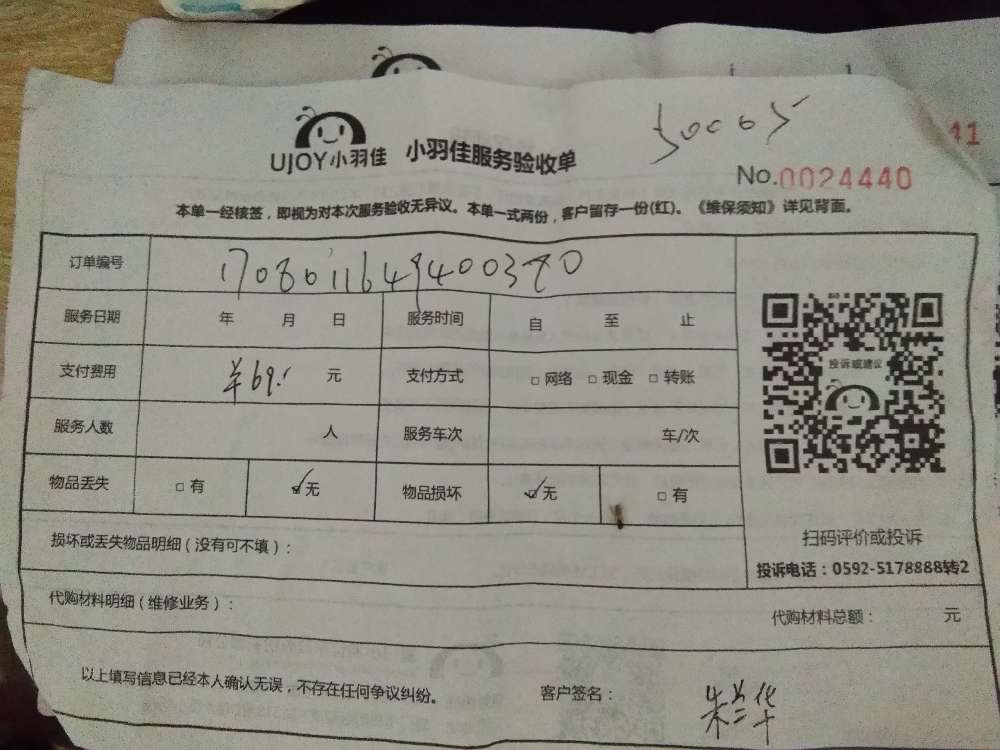 50005
41
UJOY小羽佳 小羽佳服务验收单
No.0024440
本单一经核签，即视为对本次服务验收无异议。本单一式两份，客户留存一份(红)。《维保须知》详见背面。
订单编号 1708011649400380
服务日期 年 月 日 服务时间 自 至 止
支付费用 ¥69. 元 支付方式 □ 网络 □ 现金 □ 转账
投诉或建议
服务人数 人 服务车次 车/次
物品丢失 □ 有 ☑ 无 物品损坏 ☑ 无 □ 有
损坏或丢失物品明细（没有可不填）：
扫码评价或投诉
投诉电话：0592-5178888转2
代购材料明细（维修业务）： 代购材料总额： 元
以上填写信息已经本人确认无误，不存在任何争议纠纷。 客户签名： 朱兰华